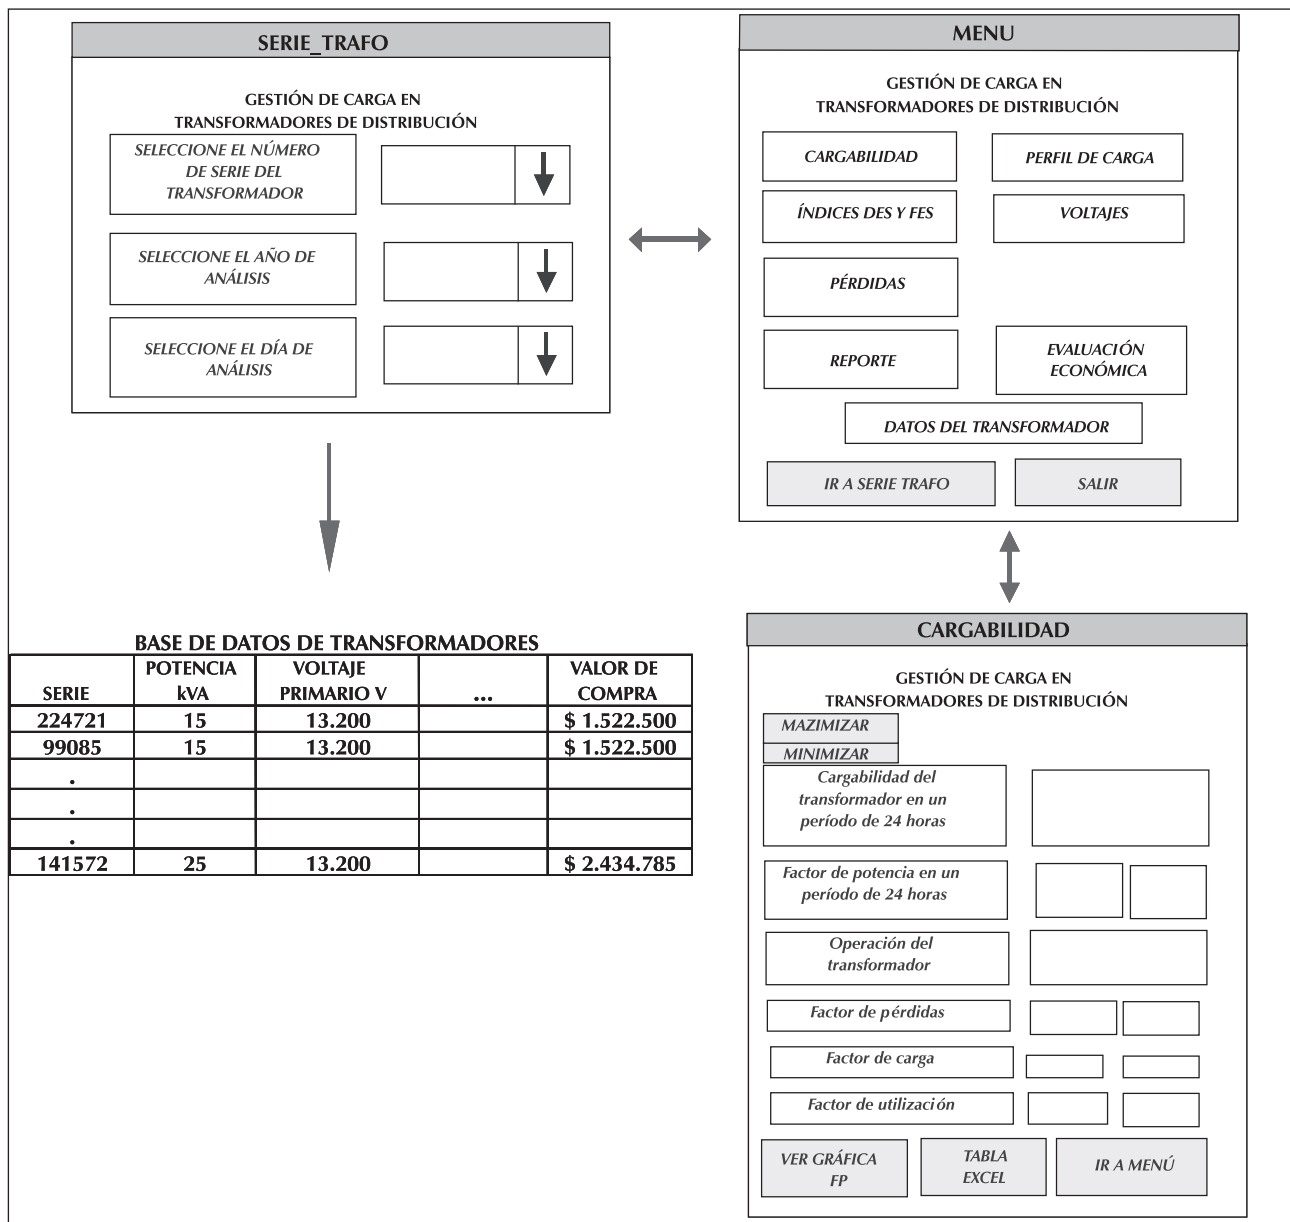 SERIE_TRAFO
GESTIÓN DE CARGA EN
TRANSFORMADORES DE DISTRIBUCIÓN
SELECCIONE EL NÚMERO
DE SERIE DEL
TRANSFORMADOR
SELECCIONE EL AÑO DE
ANÁLISIS
SELECCIONE EL DÍA DE
ANÁLISIS
MENU
GESTIÓN DE CARGA EN
TRANSFORMADORES DE DISTRIBUCIÓN
CARGABILIDAD
PERFIL DE CARGA
ÍNDICES DES Y FES
VOLTAJES
PÉRDIDAS
REPORTE
EVALUACIÓN
ECONÓMICA
DATOS DEL TRANSFORMADOR
IR A SERIE TRAFO
SALIR
BASE DE DATOS DE TRANSFORMADORES
SERIE POTENCIA kVA VOLTAJE PRIMARIO V ... VALOR DE COMPRA
224721 15 13.200 $ 1.522.500
99085 15 13.200 $ 1.522.500
.
.
.
141572 25 13.200 $ 2.434.785
CARGABILIDAD
GESTIÓN DE CARGA EN
TRANSFORMADORES DE DISTRIBUCIÓN
MAZIMIZAR
MINIMIZAR
Cargabilidad del
transformador en un
período de 24 horas
Factor de potencia en un
período de 24 horas
Operación del
transformador
Factor de pérdidas
Factor de carga
Factor de utilización
VER GRÁFICA
FP
TABLA
EXCEL
IR A MENÚ